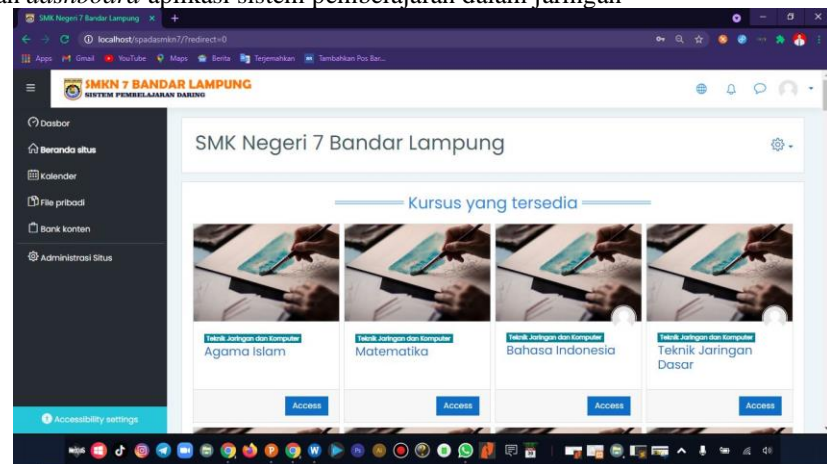 an dashboard aplikasi sistem pembelajaran dalam jaringan
SMK Negeri 7 Bandar Lampung
localhost/spadasmkn7/?redirect=0
Apps Gmail YouTube Maps Berita Terjemahkan Tambahkan Pos Bar...
SMKN 7 BANDAR LAMPUNG
SISTEM PEMBELAJARAN DARING
Dasbor
Beranda situs
Kalender
File pribadi
Bank konten
Administrasi Situs
Accessibility settings
SMK Negeri 7 Bandar Lampung
Kursus yang tersedia
Teknik Jaringan dan Komputer
Agama Islam
Access
Teknik Jaringan dan Komputer
Matematika
Access
Teknik Jaringan dan Komputer
Bahasa Indonesia
Access
Teknik Jaringan dan Komputer
Teknik Jaringan
Dasar
Access